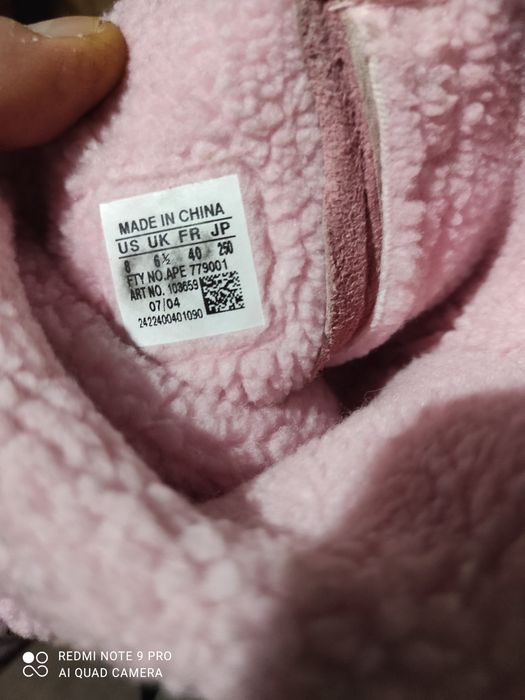 MADE IN CHINA
US UK FR JP
8 6½ 40 250
FTY NO.APE 779001
ART NO. 103659
07/04
2422400401090
REDMI NOTE 9 PRO
AI QUAD CAMERA